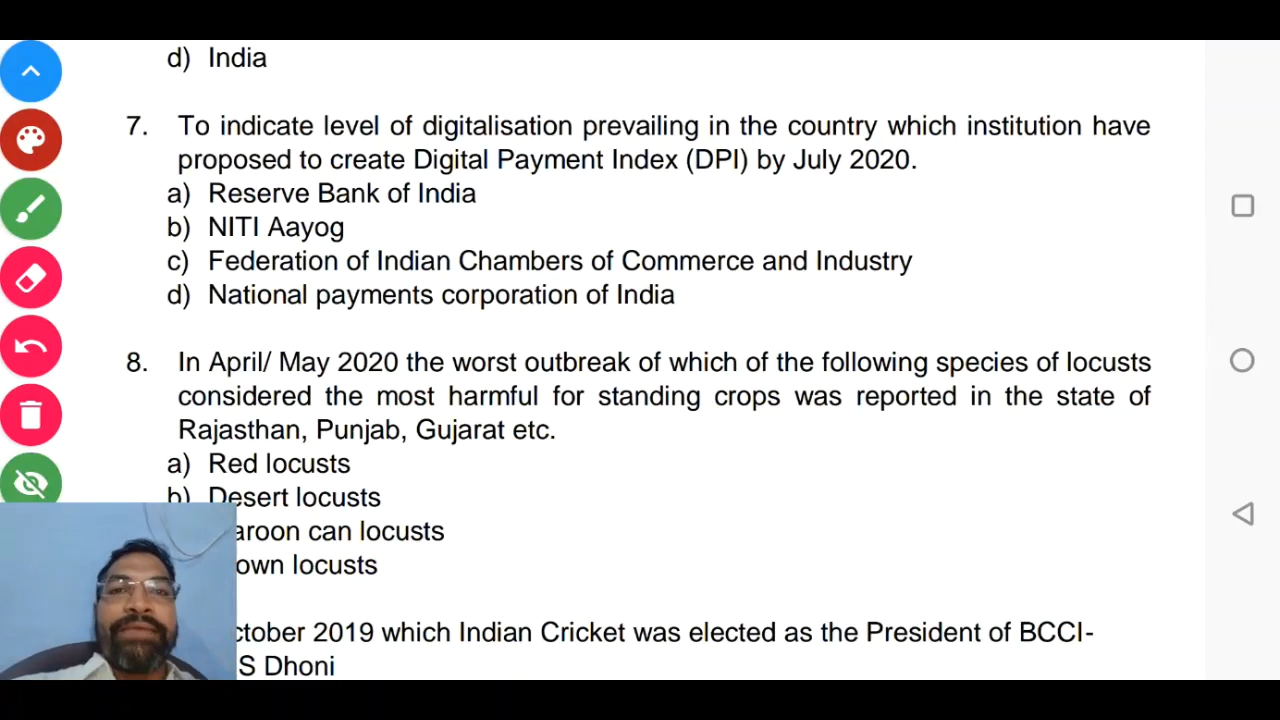 d) India
7. To indicate level of digitalisation prevailing in the country which institution have
proposed to create Digital Payment Index (DPI) by July 2020.
a) Reserve Bank of India
b) NITI Aayog
c) Federation of Indian Chambers of Commerce and Industry
d) National payments corporation of India
8. In April/ May 2020 the worst outbreak of which of the following species of locusts
considered the most harmful for standing crops was reported in the state of
Rajasthan, Punjab, Gujarat etc.
a) Red locusts
b) Desert locusts
aroon can locusts
own locusts
ctober 2019 which Indian Cricket was elected as the President of BCCI-
S Dhoni